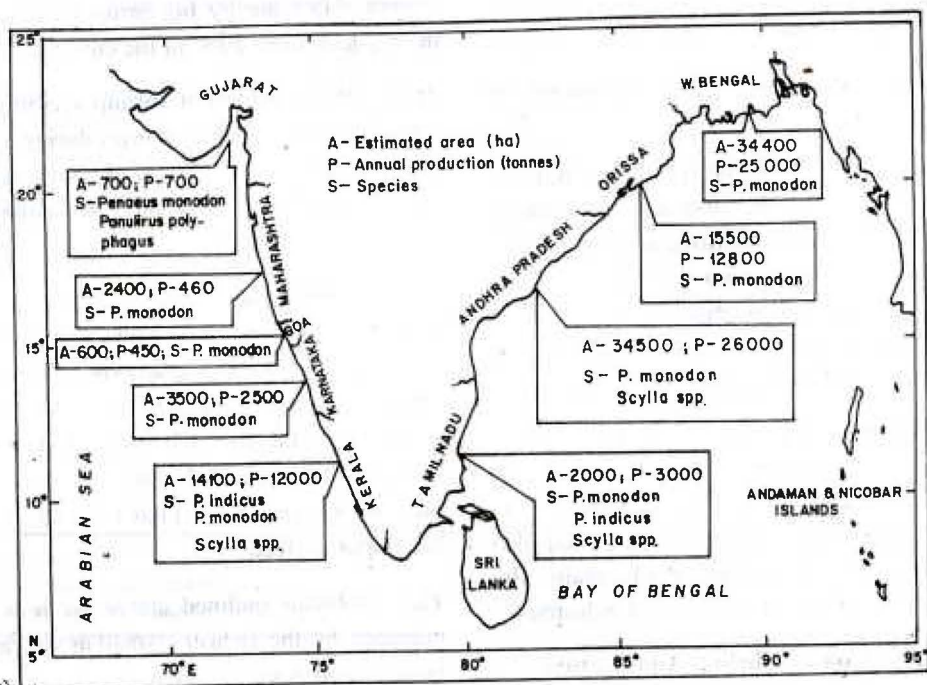 25°
20°
15°
10°
N
5°
70°E
75°
80°
85°
90°
95°
GUJARAT
W. BENGAL
A - Estimated area (ha)
P - Annual production (tonnes)
S - Species
ORISSA
A - 34400
P - 25000
S - P. monodon
A - 700; P - 700
S - Penaeus monodon
Panulirus poly-
phagus
MAHARASHTRA
A - 15500
P - 12800
S - P. monodon
ANDHRA PRADESH
A - 2400; P - 460
S - P. monodon
GOA
A - 600; P - 450; S - P. monodon
A - 34500 ; P - 26000
S - P. monodon
Scylla spp.
KARNATAKA
A - 3500; P - 2500
S - P. monodon
TAMIL NADU
KERALA
A - 14100; P - 12000
S - P. indicus
P. monodon
Scylla spp.
A - 2000; P - 3000
S - P. monodon
P. indicus
Scylla spp.
ANDAMAN & NICOBAR
ISLANDS
ARABIAN SEA
SRI
LANKA
BAY OF BENGAL